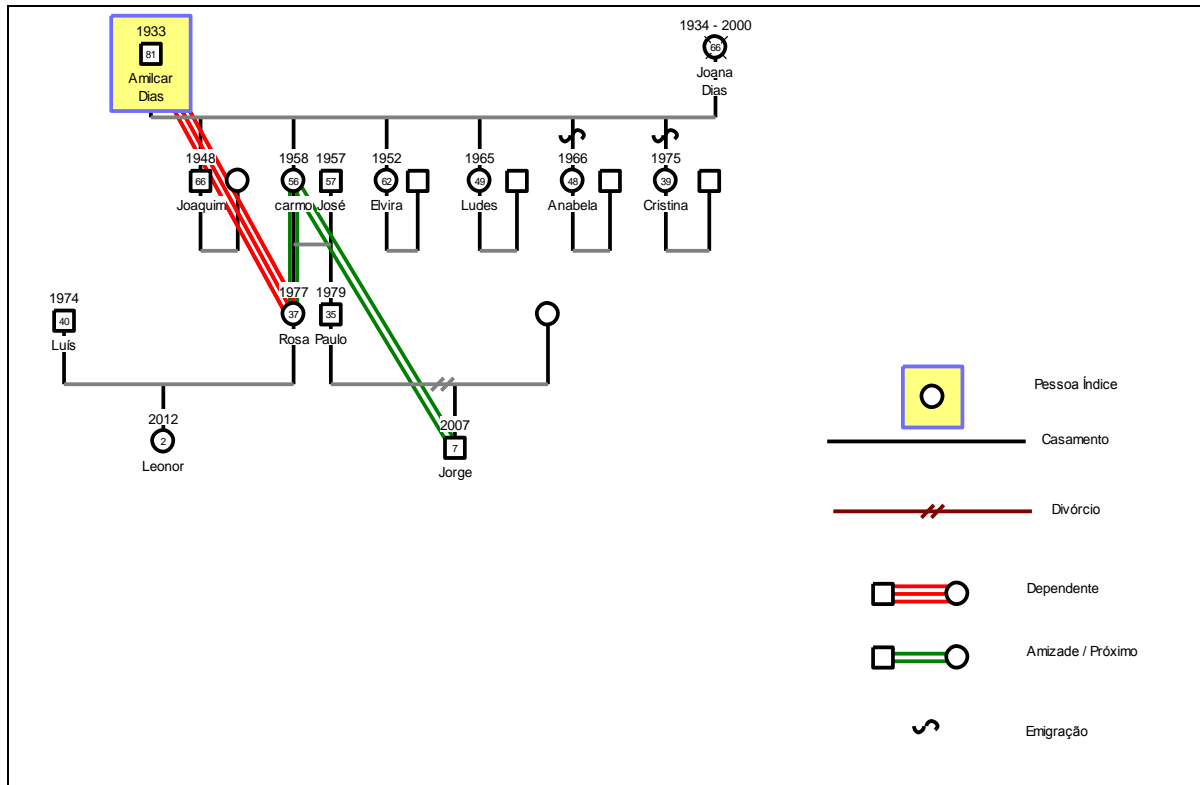 1933
1934 - 2000
81
66
Amilcar
Dias
Joana
Dias
1948
1958
1957
1952
1965
1966
1975
66
56
57
62
49
48
39
Joaquim
carmo
José
Elvira
Ludes
Anabela
Cristina
1974
1977
1979
40
37
35
Luís
Rosa
Paulo
2012
2007
2
7
Leonor
Jorge
Pessoa Índice
Casamento
Divórcio
Dependente
Amizade / Próximo
Emigração